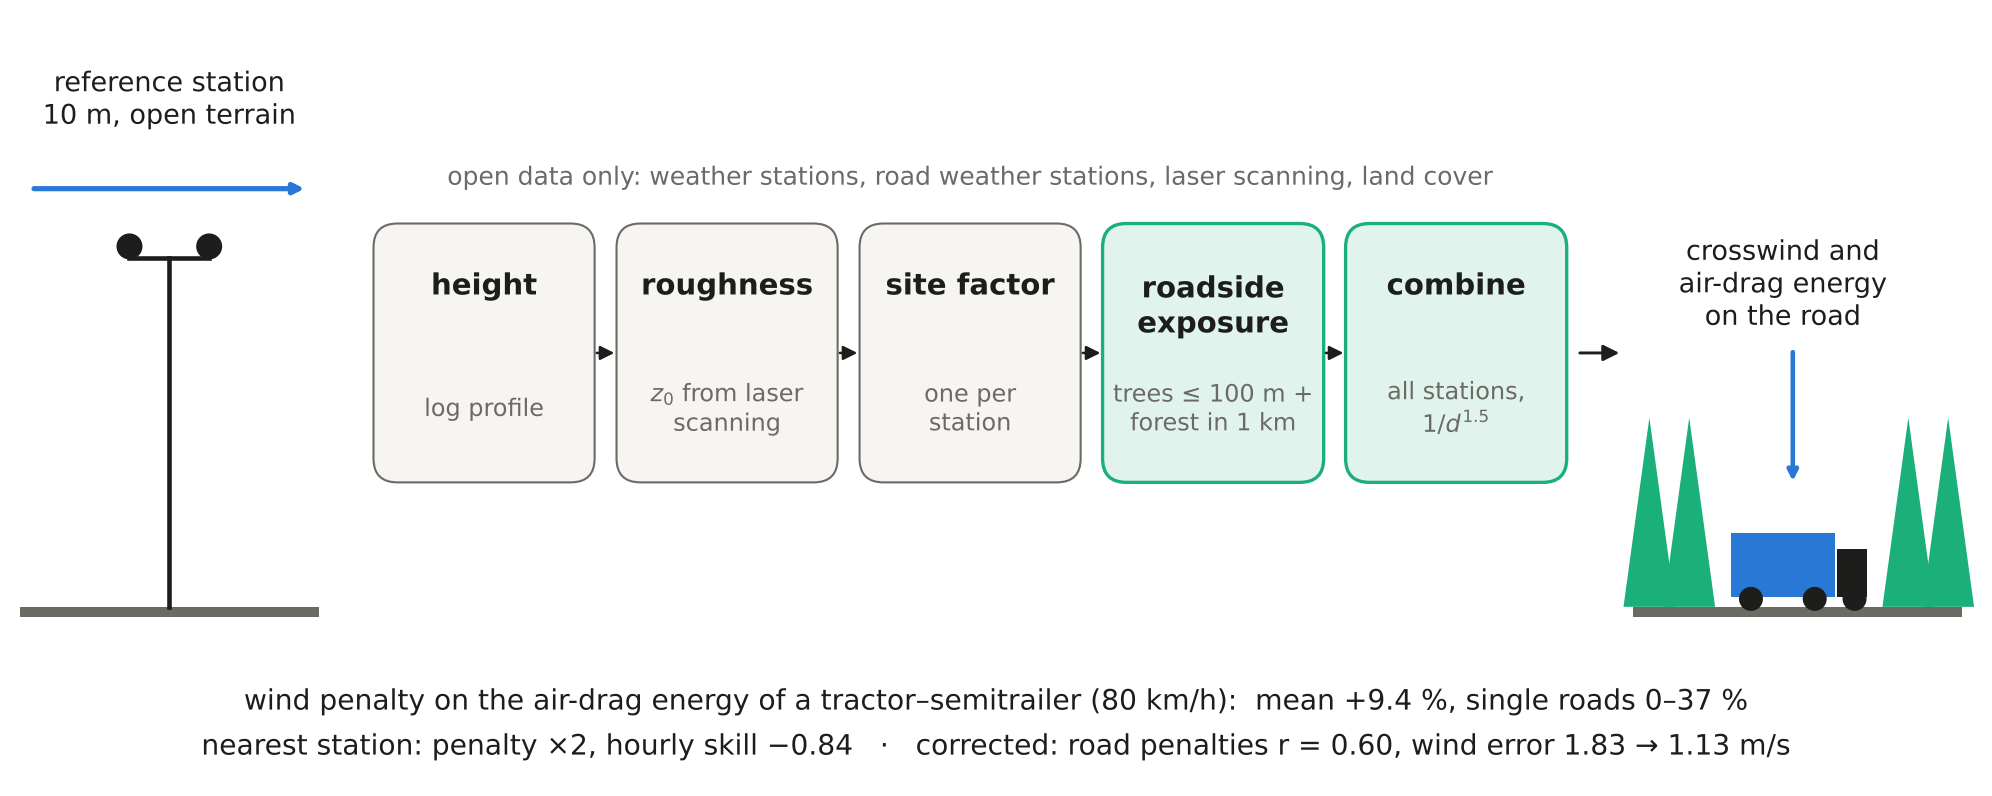 reference station
10 m, open terrain
open data only: weather stations, road weather stations, laser scanning, land cover
height
log profile
roughness
z₀ from laser
scanning
site factor
one per
station
roadside
exposure
trees ≤ 100 m +
forest in 1 km
combine
all stations,
1/d¹·⁵
crosswind and
air-drag energy
on the road
wind penalty on the air-drag energy of a tractor–semitrailer (80 km/h):  mean +9.4 %, single roads 0–37 %
nearest station: penalty ×2, hourly skill −0.84   ·   corrected: road penalties r = 0.60, wind error 1.83 → 1.13 m/s